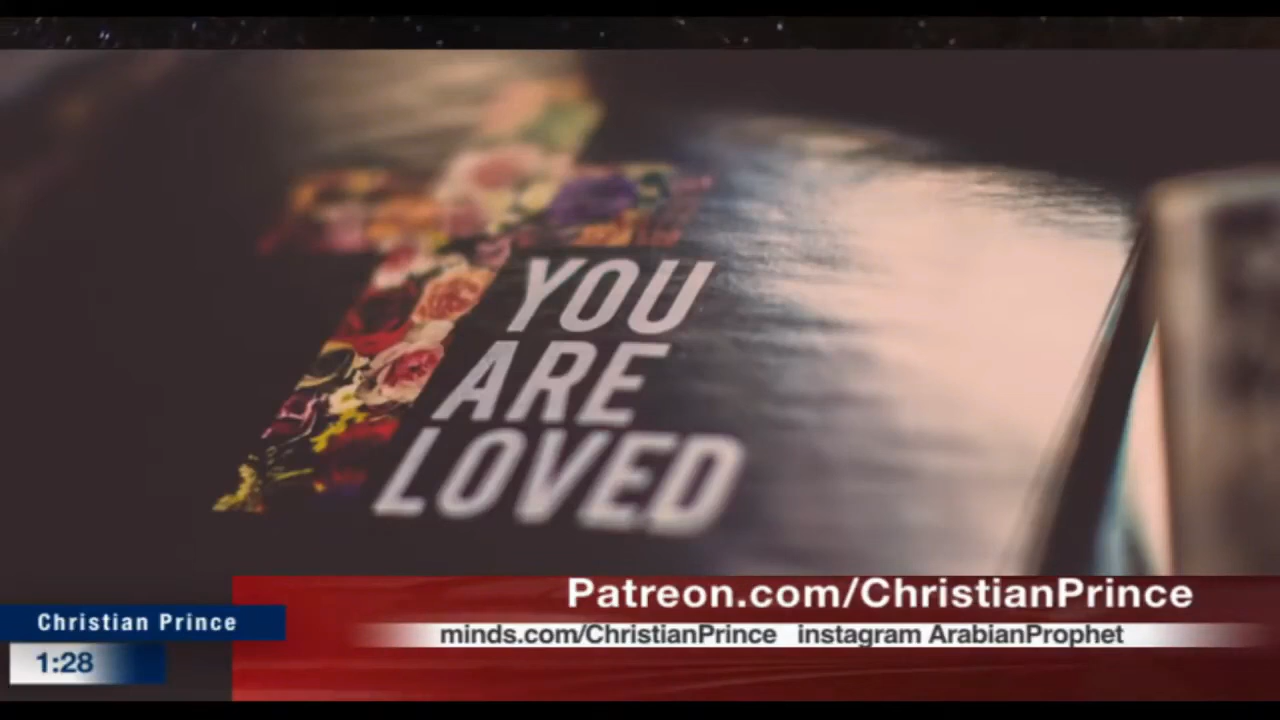 YOU
ARE
LOVED
Patreon.com/ChristianPrince
Christian Prince
minds.com/ChristianPrince instagram ArabianProphet
1:28